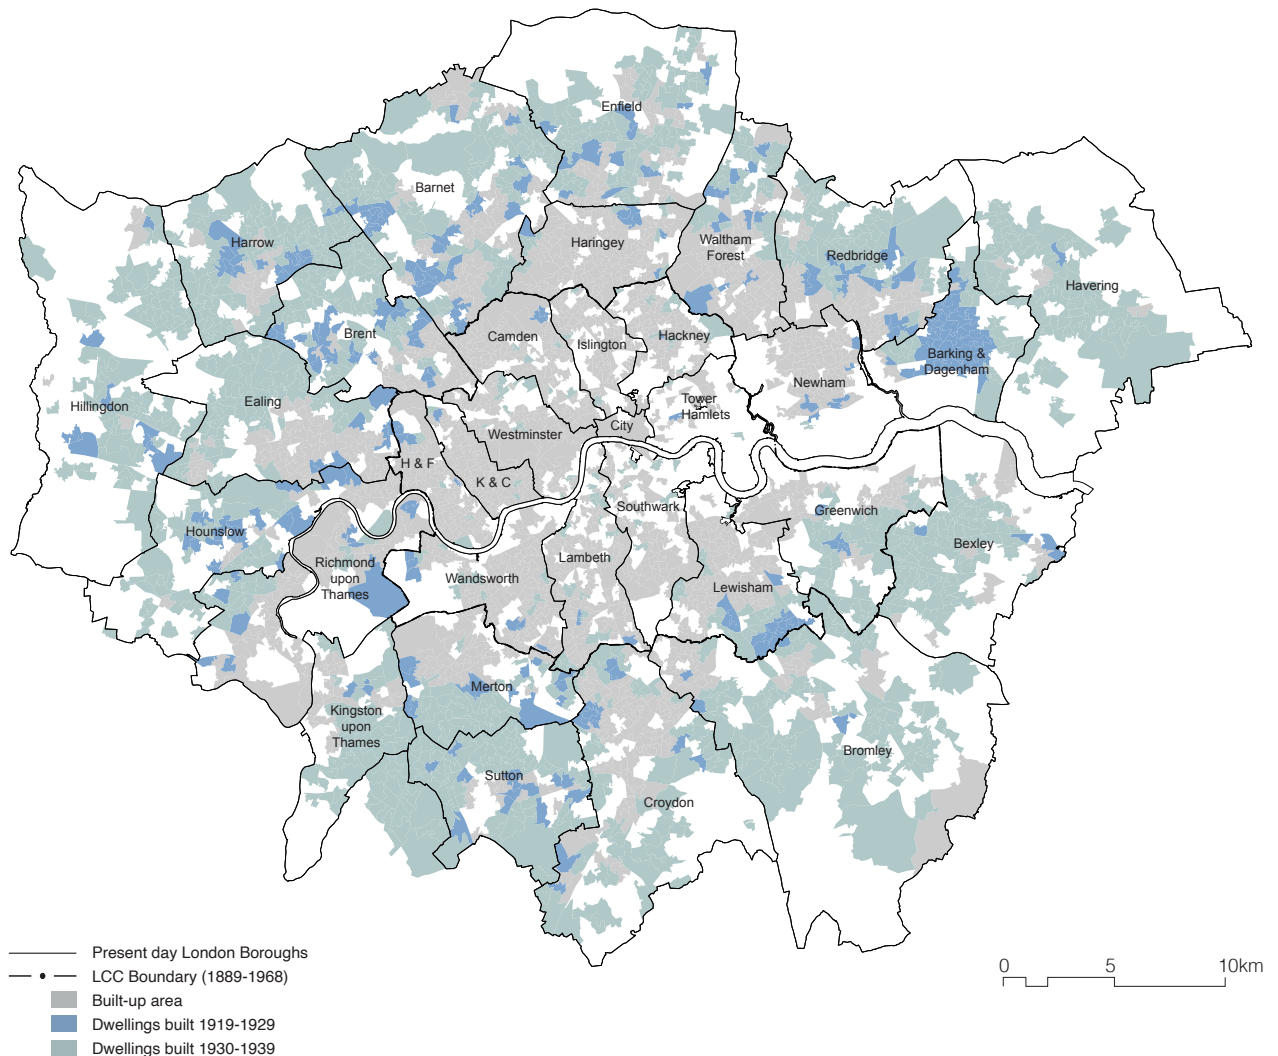 Enfield
Barnet
Harrow
Haringey
Waltham
Forest
Redbridge
Havering
Brent
Camden
Islington
Hackney
Barking &
Dagenham
Newham
Hillingdon
Ealing
Tower
Hamlets
Westminster
City
H & F
K & C
Southwark
Greenwich
Hounslow
Bexley
Richmond
upon
Thames
Wandsworth
Lambeth
Lewisham
Merton
Kingston
upon
Thames
Bromley
Sutton
Croydon
Present day London Boroughs
LCC Boundary (1889-1968)
Built-up area
Dwellings built 1919-1929
Dwellings built 1930-1939
0 5 10km